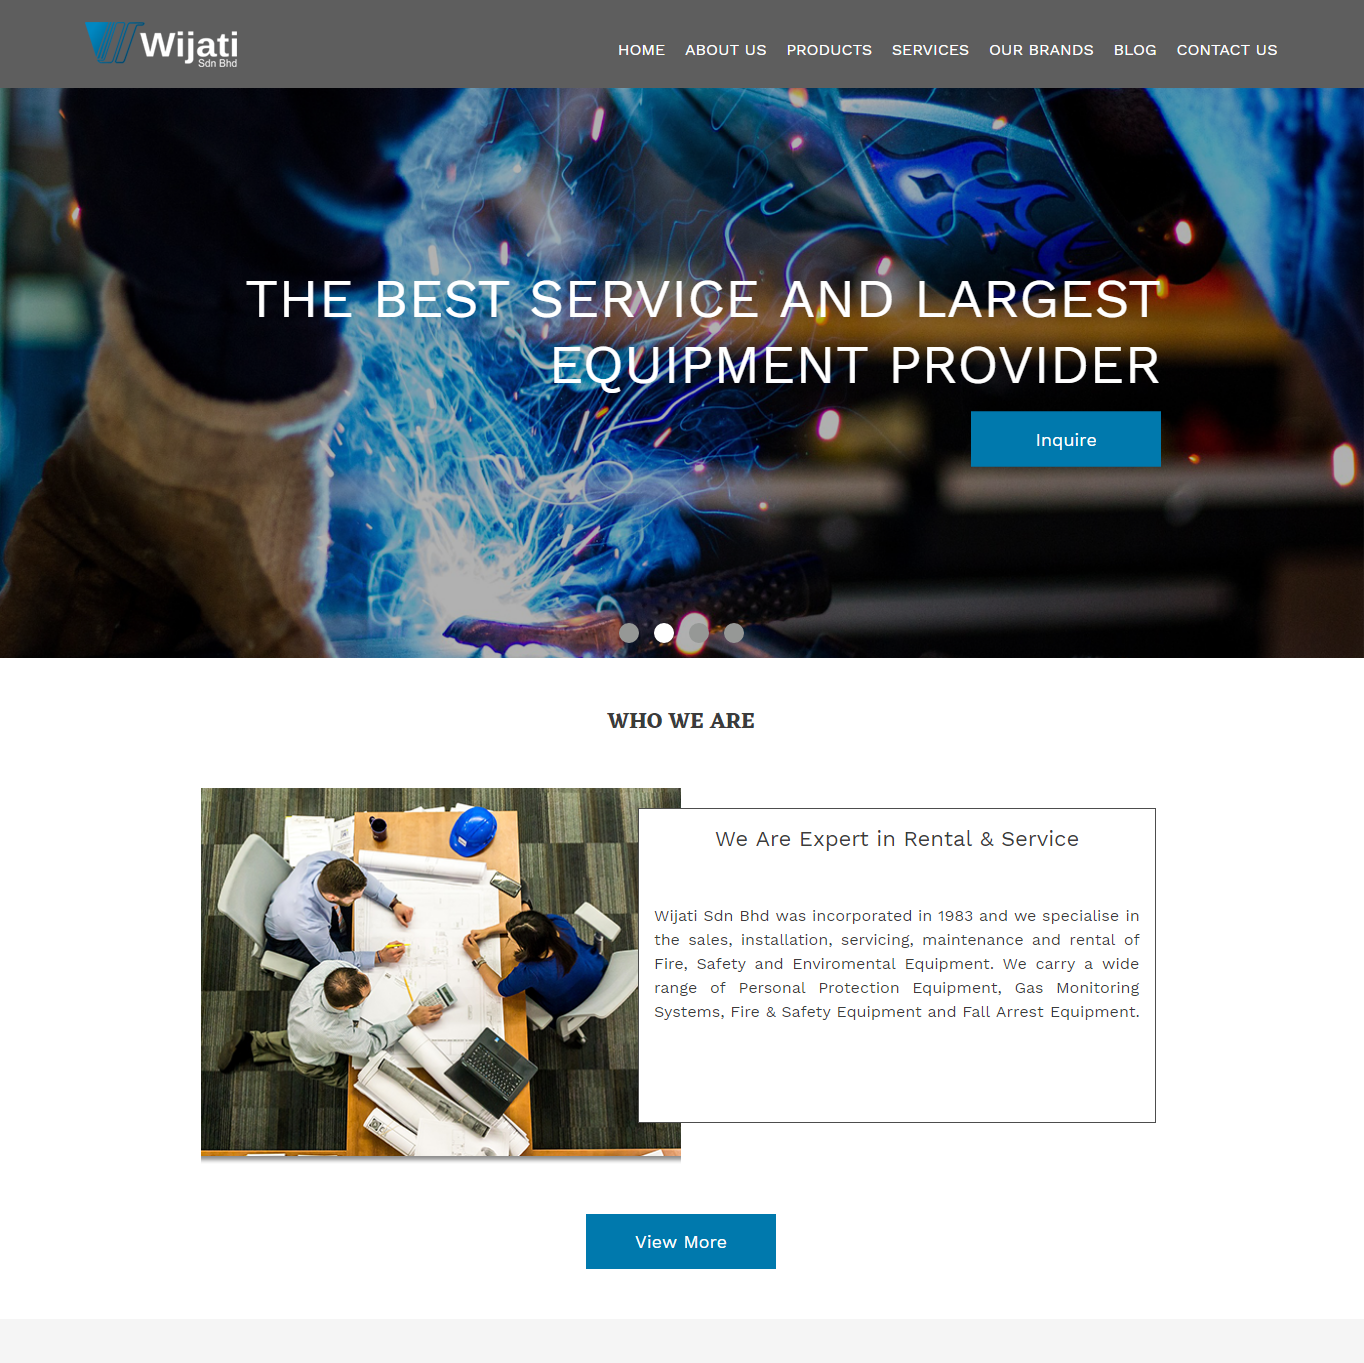 Wijati
Sdn Bhd
HOME ABOUT US PRODUCTS SERVICES OUR BRANDS BLOG CONTACT US
THE BEST SERVICE AND LARGEST
EQUIPMENT PROVIDER
Inquire
WHO WE ARE
We Are Expert in Rental & Service
Wijati Sdn Bhd was incorporated in 1983 and we specialise in
the sales, installation, servicing, maintenance and rental of
Fire, Safety and Enviromental Equipment. We carry a wide
range of Personal Protection Equipment, Gas Monitoring
Systems, Fire & Safety Equipment and Fall Arrest Equipment.
View More